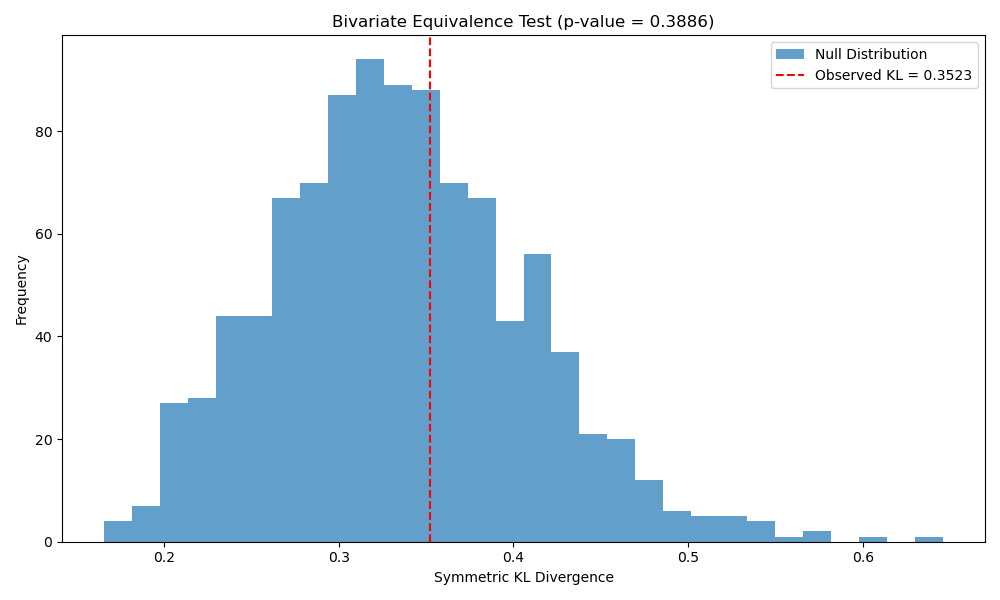 Bivariate Equivalence Test (p-value = 0.3886)
Null Distribution
Observed KL = 0.3523
Frequency
80
60
40
20
0
0.2 0.3 0.4 0.5 0.6
Symmetric KL Divergence